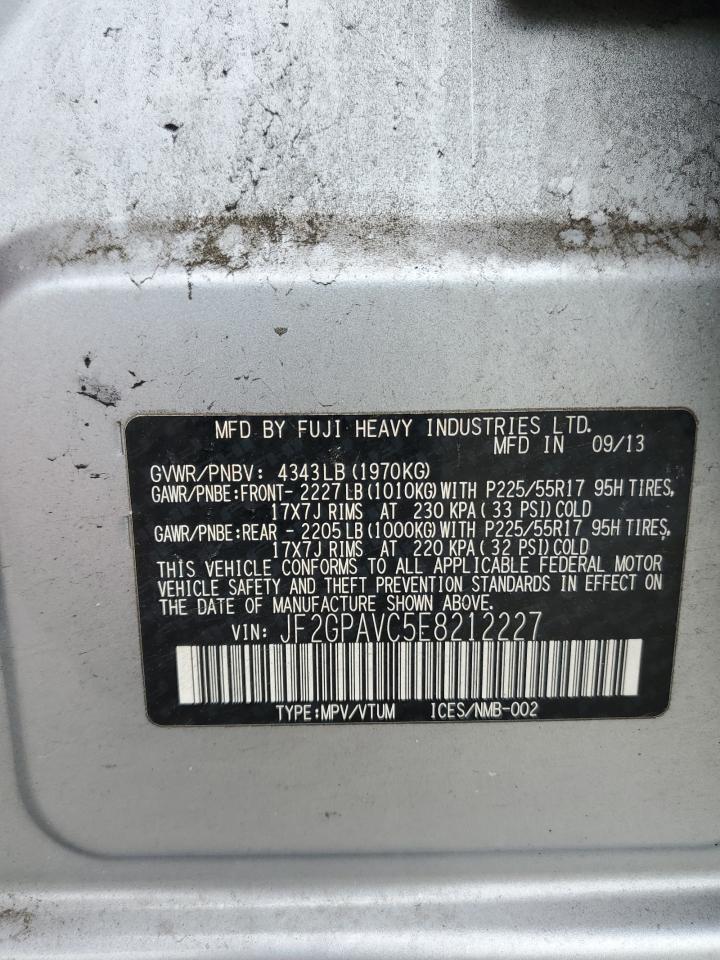 MFD BY FUJI HEAVY INDUSTRIES LTD.
MFD IN 09/13
GVWR/PNBV: 4343LB (1970KG)
GAWR/PNBE:FRONT- 2227LB (1010KG) WITH P225/55R17 95H TIRES,
17X7J RIMS AT 230 KPA ( 33 PSI) COLD
GAWR/PNBE:REAR - 2205LB (1000KG) WITH P225/55R17 95H TIRES,
17X7J RIMS AT 220 KPA ( 32 PSI) COLD
THIS VEHICLE CONFORMS TO ALL APPLICABLE FEDERAL MOTOR
VEHICLE SAFETY AND THEFT PREVENTION STANDARDS IN EFFECT ON
THE DATE OF MANUFACTURE SHOWN ABOVE.
VIN: JF2GPAVC5E8212227
TYPE:MPV/VTUM ICES/NMB-002